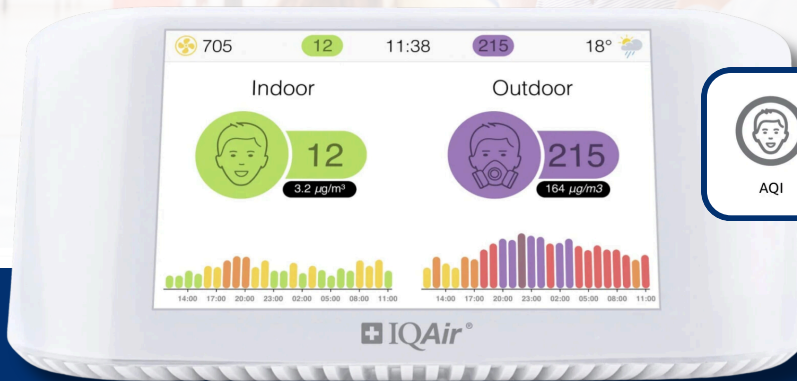 705 12 11:38 215 18°
Indoor Outdoor
12 215
3.2 µg/m³ 164 µg/m3
14:00 17:00 20:00 23:00 02:00 05:00 08:00 11:00 14:00 17:00 20:00 23:00 02:00 05:00 08:00 11:00
IQAir®
AQI